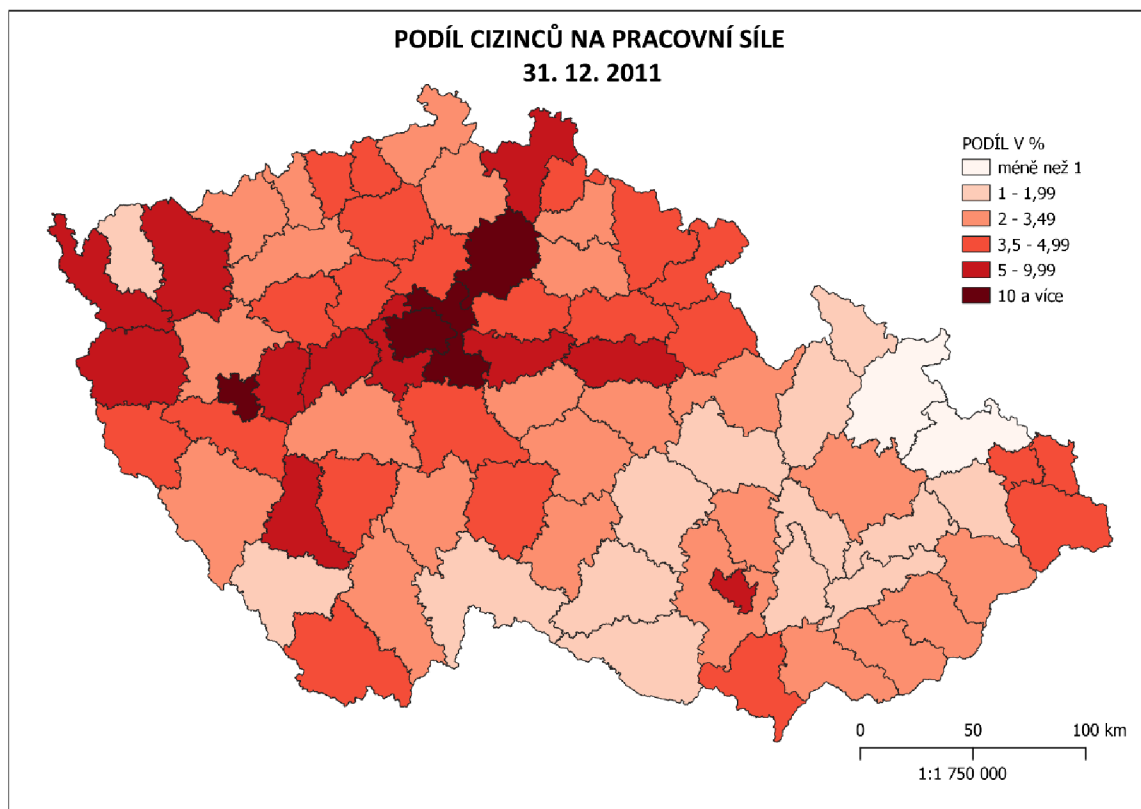 PODÍL CIZINCŮ NA PRACOVNÍ SÍLE
31. 12. 2011
PODÍL V %
méně než 1
1 - 1,99
2 - 3,49
3,5 - 4,99
5 - 9,99
10 a více
0 50 100 km
1:1 750 000